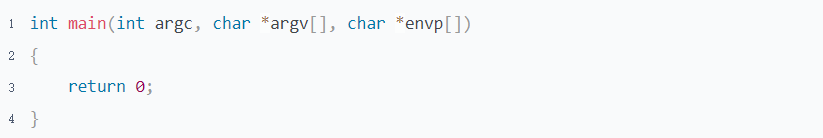 1 int main(int argc, char *argv[], char *envp[])
2 {
3     return 0;
4 }